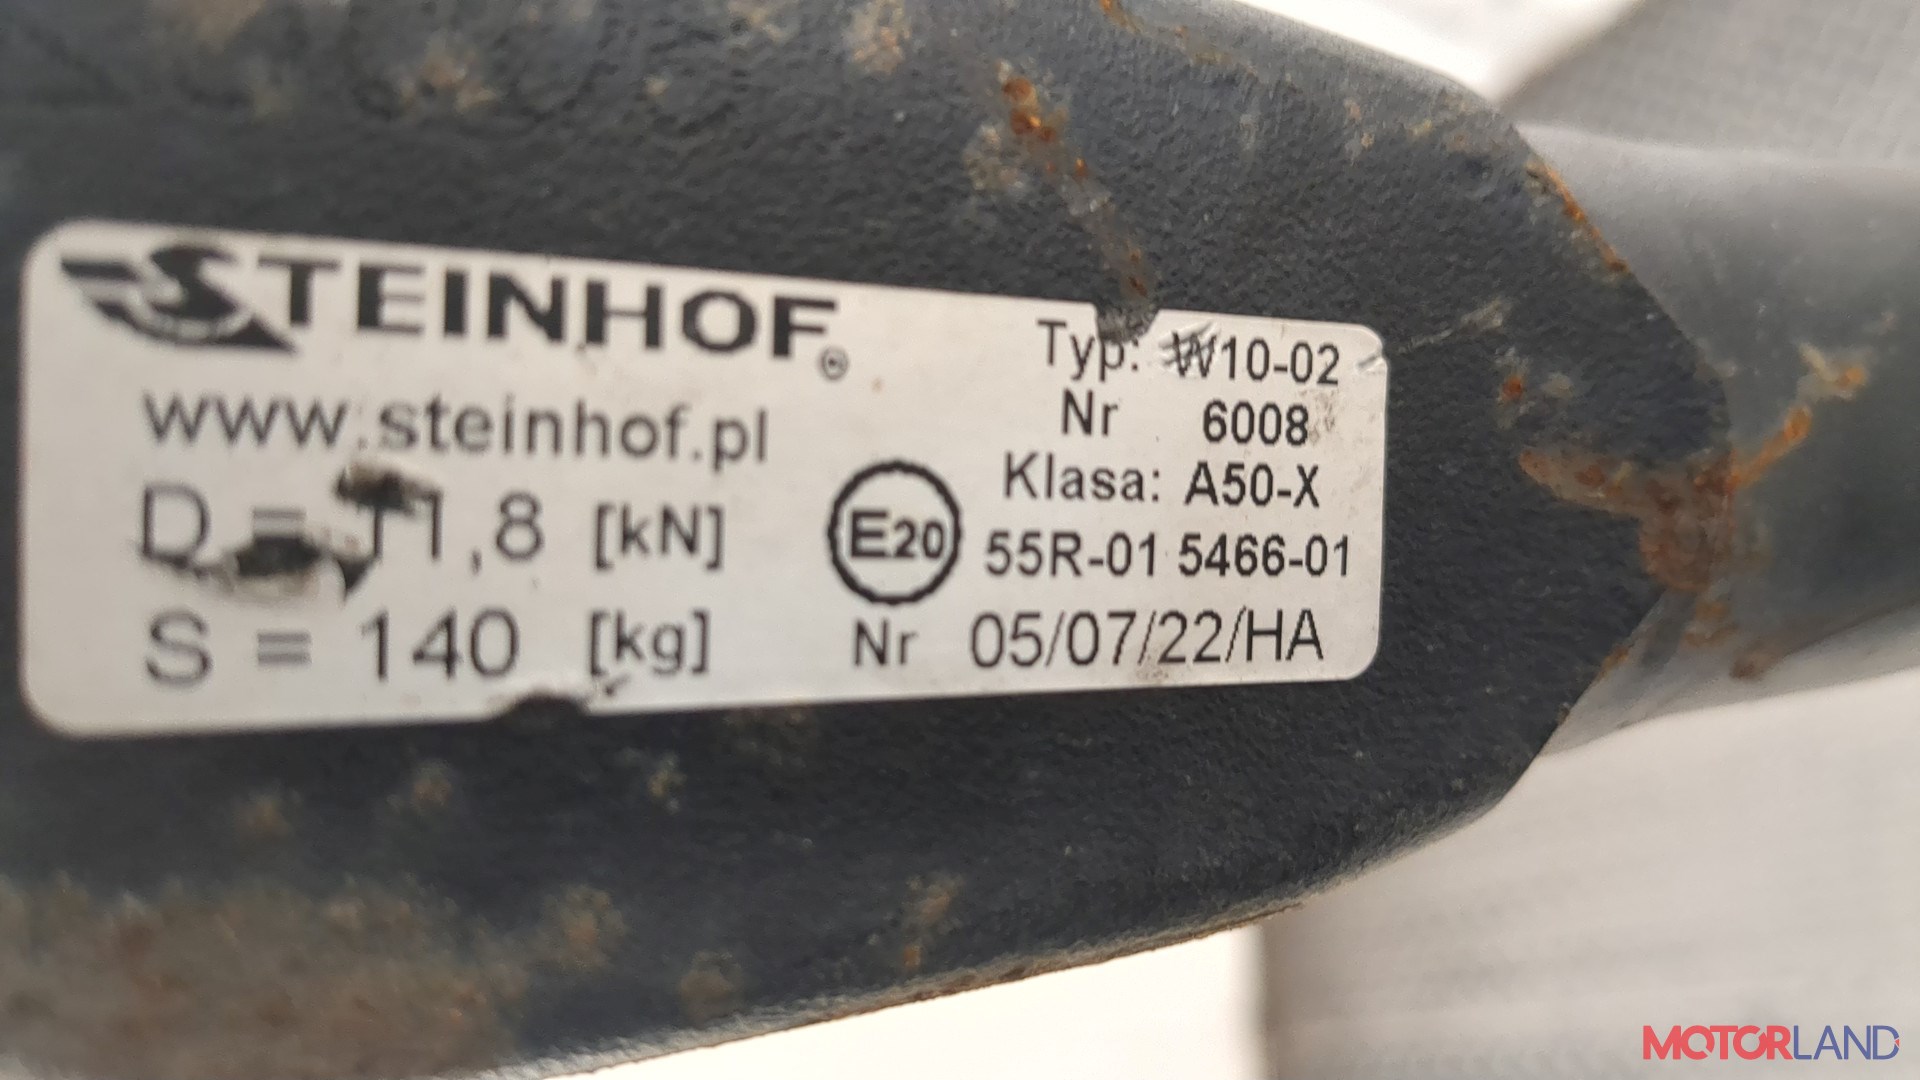 STEINHOF®
www.steinhof.pl
D = 11,8 [kN]
S = 140 [kg]
Typ: W10-02
Nr 6008
Klasa: A50-X
E20 55R-01 5466-01
Nr 05/07/22/HA
MOTORLAND